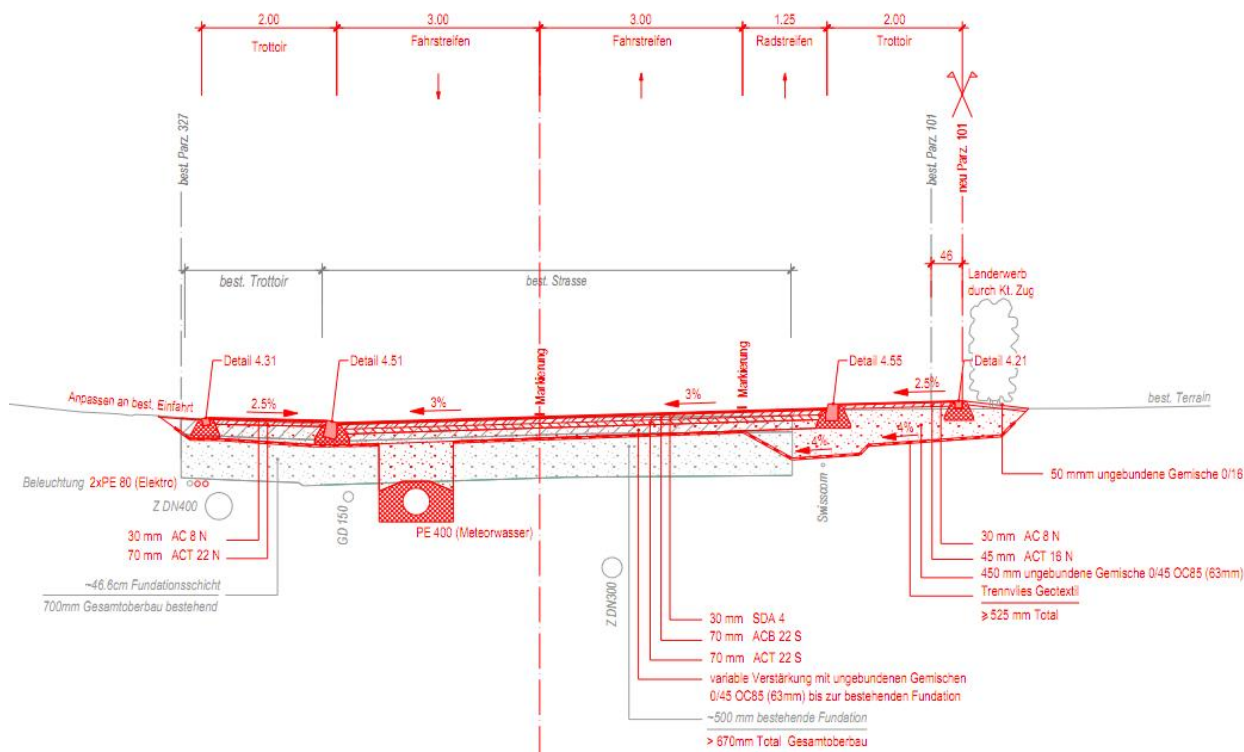 2.00
3.00
3.00
1.25
2.00
Trottoir
Fahrstreifen
Fahrstreifen
Radstreifen
Trottoir
best. Parz. 327
best. Parz. 101
neu Parz. 101
46
best. Trottoir
best. Strasse
Landerwerb
durch Kt. Zug
Detail 4.31
Detail 4.51
Markierung
Markierung
Detail 4.55
Detail 4.21
Anpassen an best. Einfahrt
2.5%
3%
3%
2.5%
best. Terrain
4%
4%
50 mmm ungebundene Gemische 0/16
Beleuchtung 2xPE 80 (Elektro)
Z DN400
GD 150
PE 400 (Meteorwasser)
Swisscom
Z DN300
30 mm AC 8 N
70 mm ACT 22 N
~46.6cm Fundationsschicht
700mm Gesamtoberbau bestehend
30 mm AC 8 N
45 mm ACT 16 N
450 mm ungebundene Gemische 0/45 OC85 (63mm)
Trennvlies Geotextil
⩾ 525 mm Total
30 mm SDA 4
70 mm ACB 22 S
70 mm ACT 22 S
variable Verstärkung mit ungebundenen Gemischen
0/45 OC85 (63mm) bis zur bestehenden Fundation
~500 mm bestehende Fundation
> 670mm Total Gesamtoberbau